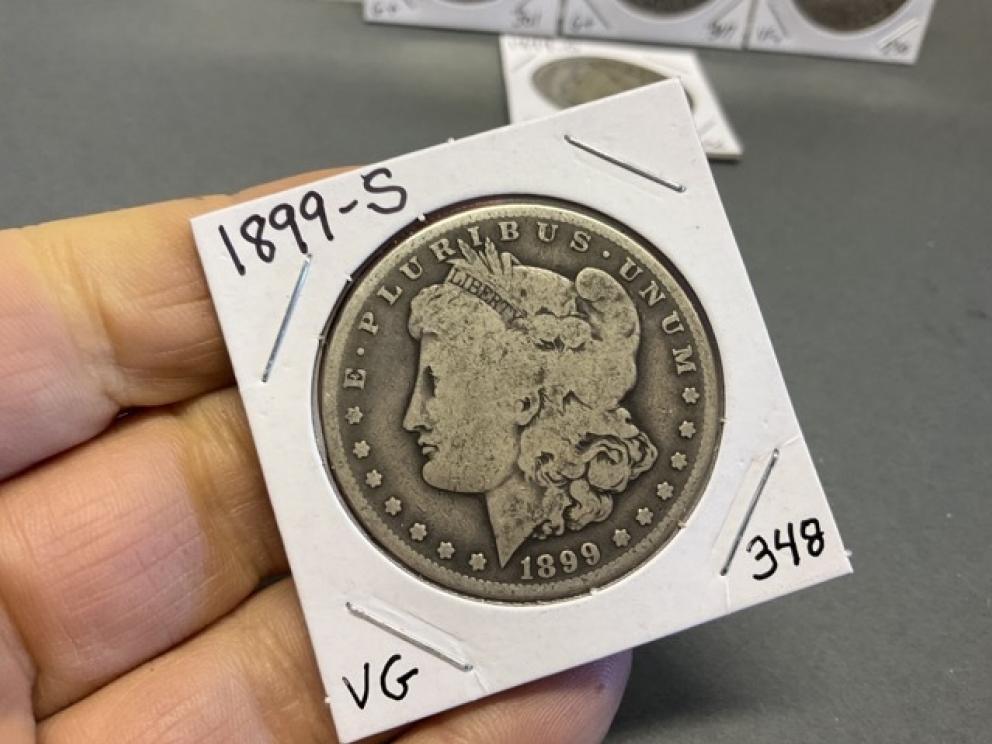 1899-S
E·PLURIBUS·UNUM
LIBERTY
1899
348
VG